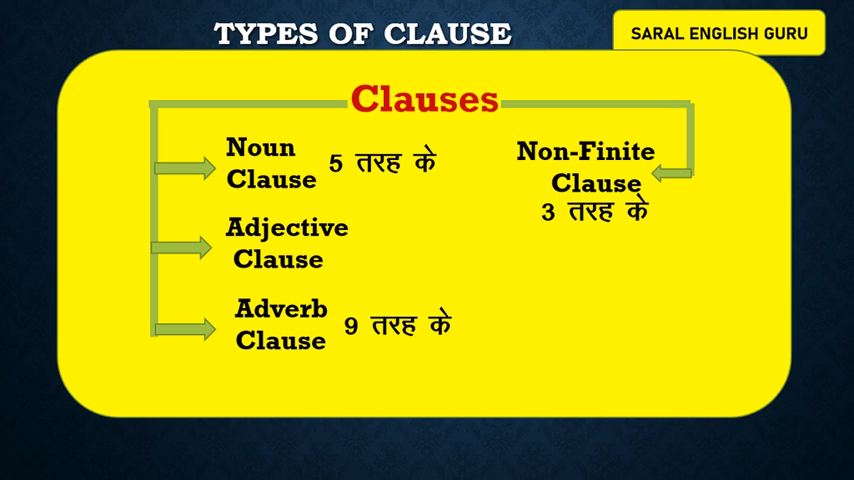 TYPES OF CLAUSE
SARAL ENGLISH GURU
Clauses
Noun
Clause 5 तरह के
Adjective
Clause
Adverb
Clause 9 तरह के
Non-Finite
Clause
3 तरह के